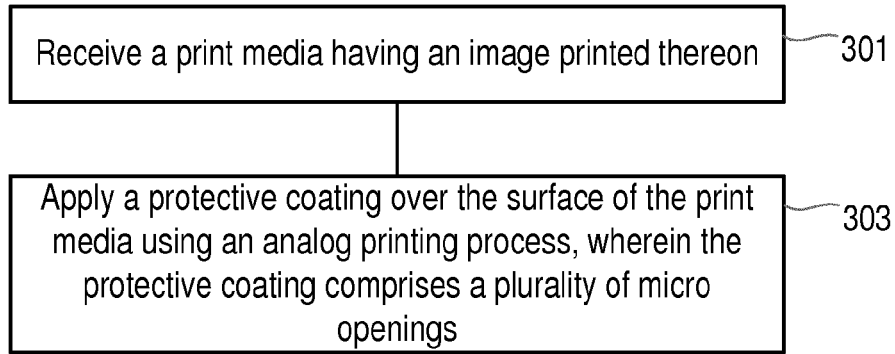 Receive a print media having an image printed thereon
301
Apply a protective coating over the surface of the print
media using an analog printing process, wherein the
protective coating comprises a plurality of micro
openings
303